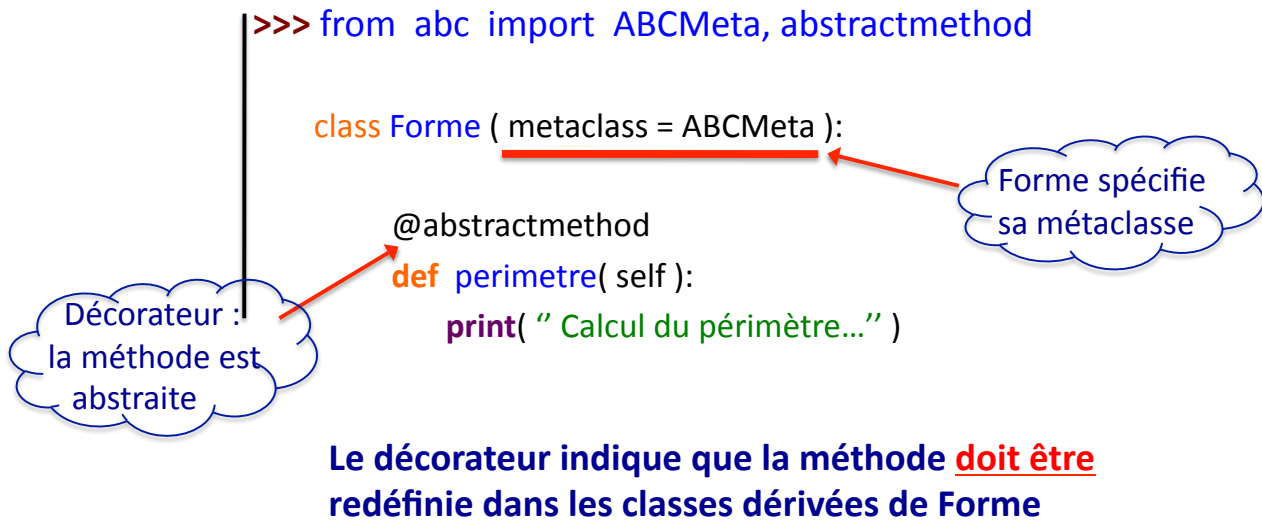 >>> from abc import ABCMeta, abstractmethod
class Forme ( metaclass = ABCMeta ):
Forme spécifie
sa métaclasse
@abstractmethod
def perimetre( self ):
print( ‘’ Calcul du périmètre…’’ )
Décorateur :
la méthode est
abstraite
Le décorateur indique que la méthode doit être
redéfinie dans les classes dérivées de Forme